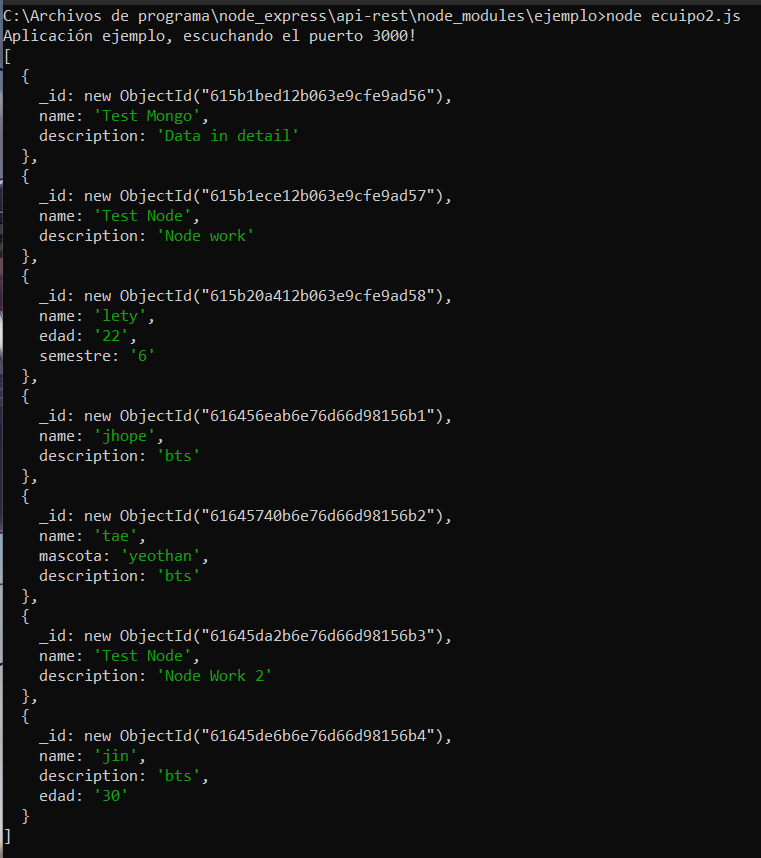 C:\Archivos de programa\node_express\api-rest\node_modules\ejemplo>node ecuipo2.js
Aplicación ejemplo, escuchando el puerto 3000!
[
  {
    _id: new ObjectId("615b1bed12b063e9cfe9ad56"),
    name: 'Test Mongo',
    description: 'Data in detail'
  },
  {
    _id: new ObjectId("615b1ece12b063e9cfe9ad57"),
    name: 'Test Node',
    description: 'Node work'
  },
  {
    _id: new ObjectId("615b20a412b063e9cfe9ad58"),
    name: 'lety',
    edad: '22',
    semestre: '6'
  },
  {
    _id: new ObjectId("616456eab6e76d66d98156b1"),
    name: 'jhope',
    description: 'bts'
  },
  {
    _id: new ObjectId("61645740b6e76d66d98156b2"),
    name: 'tae',
    mascota: 'yeothan',
    description: 'bts'
  },
  {
    _id: new ObjectId("61645da2b6e76d66d98156b3"),
    name: 'Test Node',
    description: 'Node Work 2'
  },
  {
    _id: new ObjectId("61645de6b6e76d66d98156b4"),
    name: 'jin',
    description: 'bts',
    edad: '30'
  }
]